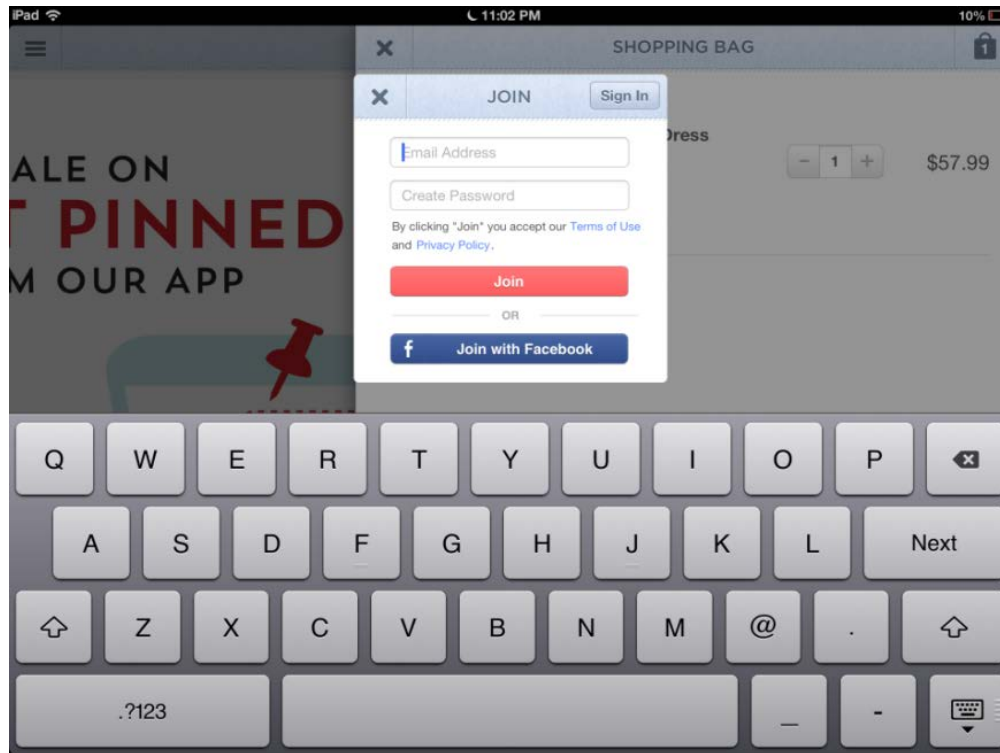 iPad 11:02 PM 10%
SHOPPING BAG 1
JOIN Sign In
Dress
Email Address
- 1 + $57.99
ALE ON
Create Password
PINNED
By clicking "Join" you accept our Terms of Use
and Privacy Policy.
M OUR APP
Join
OR
f Join with Facebook
Q W E R T Y U I O P
A S D F G H J K L Next
Z X C V B N M @ .
.?123 _ -